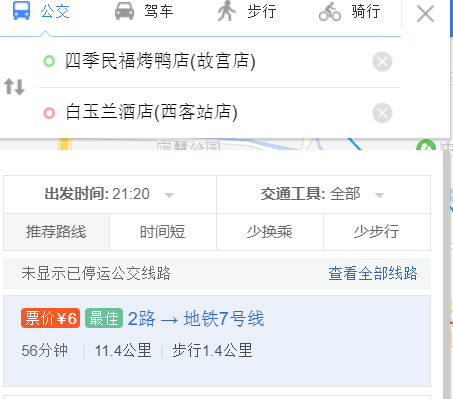 公交 驾车 步行 骑行
四季民福烤鸭店(故宫店)
白玉兰酒店(西客站店)
出发时间: 21:20 交通工具: 全部
推荐路线 时间短 少换乘 少步行
未显示已停运公交线路 查看全部线路
票价¥6 最佳 2路 → 地铁7号线
56分钟 | 11.4公里 | 步行1.4公里